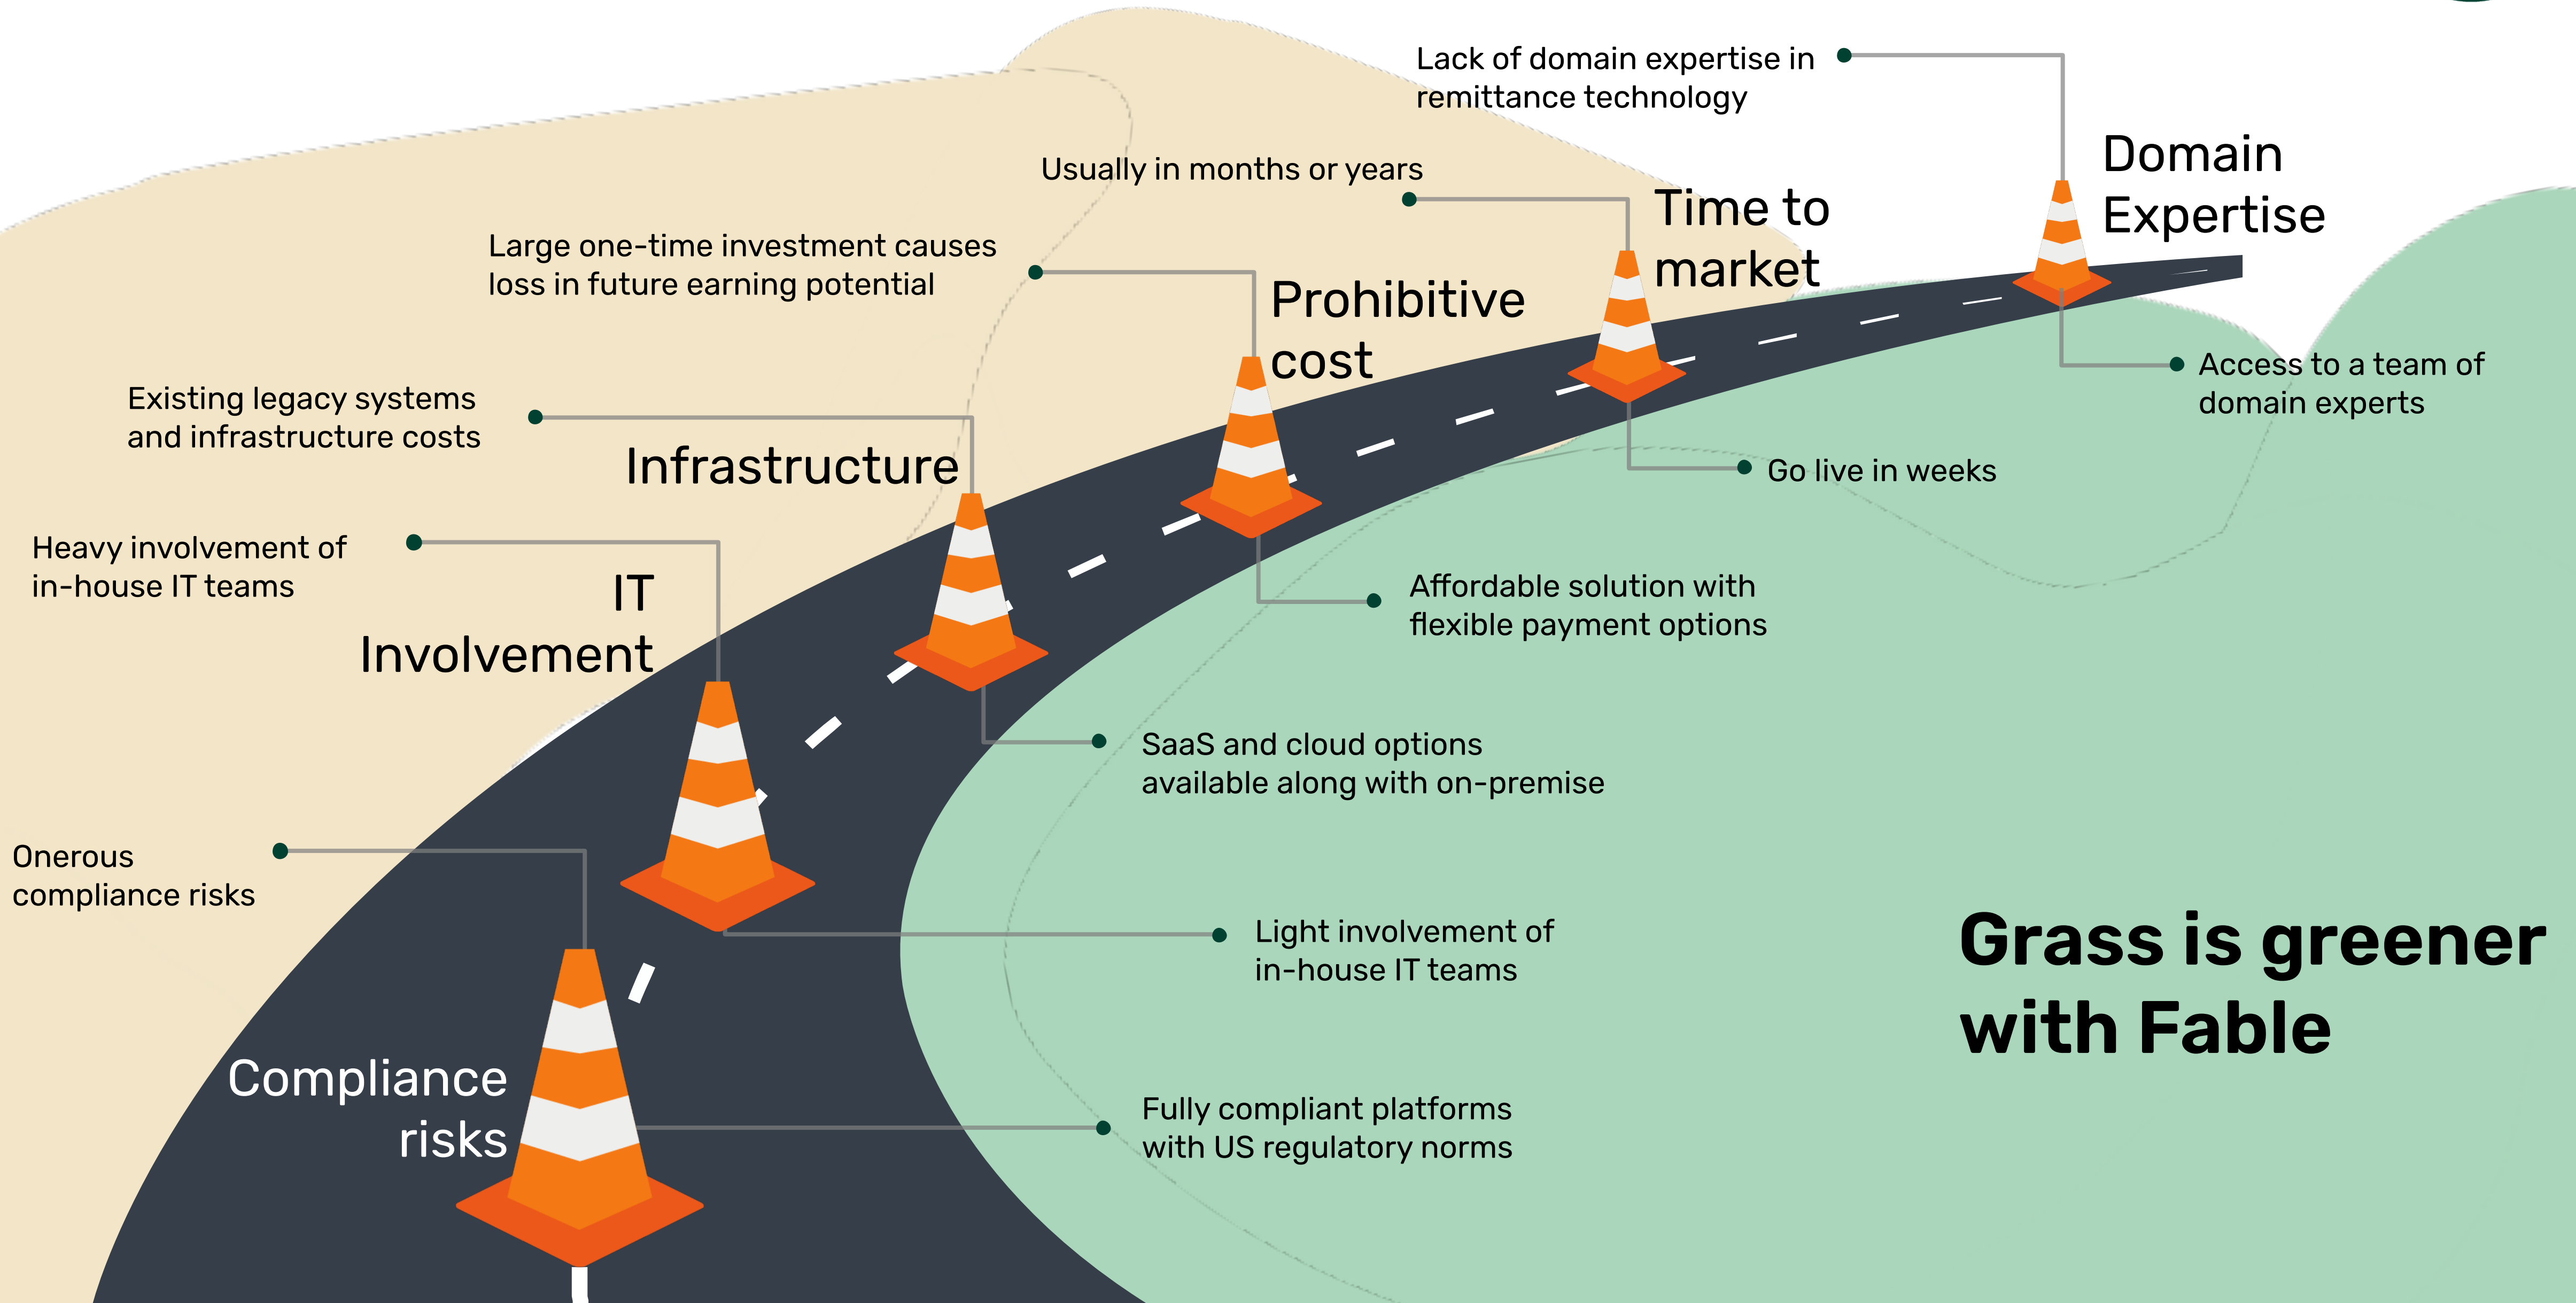 Lack of domain expertise in
remittance technology
Domain
Expertise
Access to a team of
domain experts
Usually in months or years
Time to
market
Go live in weeks
Large one-time investment causes
loss in future earning potential
Prohibitive
cost
Affordable solution with
flexible payment options
Existing legacy systems
and infrastructure costs
Infrastructure
SaaS and cloud options
available along with on-premise
Heavy involvement of
in-house IT teams
IT
Involvement
Light involvement of
in-house IT teams
Onerous
compliance risks
Compliance
risks
Fully compliant platforms
with US regulatory norms
Grass is greener
with Fable